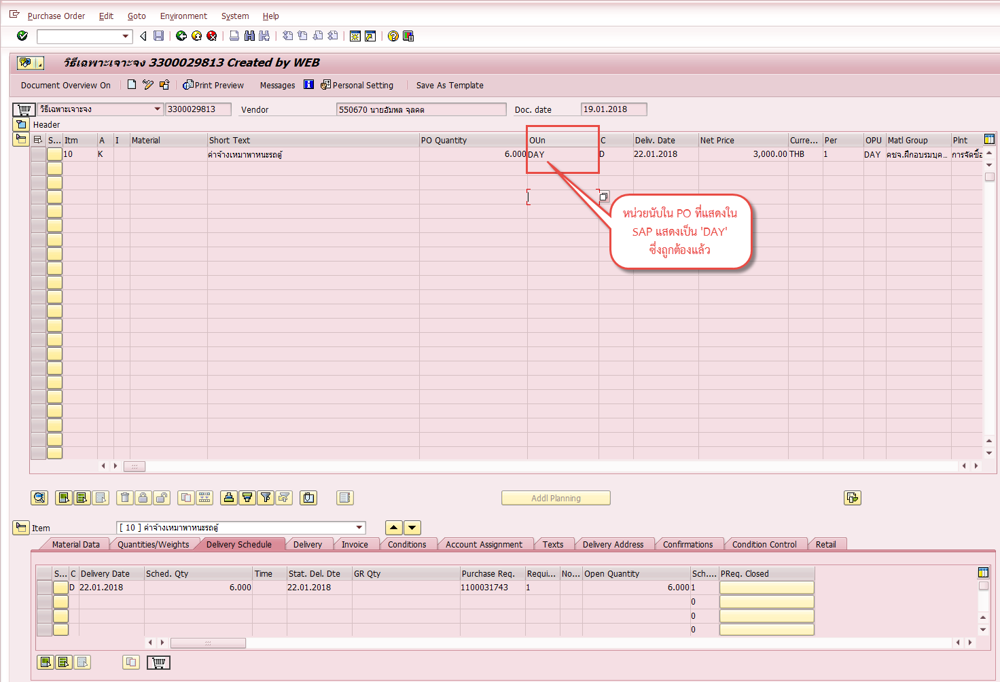 Purchase Order Edit Goto Environment System Help
วิธีเฉพาะเจาะจง 3300029813 Created by WEB
Document Overview On Print Preview Messages Personal Setting Save As Template
วิธีเฉพาะเจาะจง 3300029813 Vendor 550670 นายอัมพล จุลคต Doc. date 19.01.2018
Header
S... Itm A I Material Short Text PO Quantity OUn C Deliv. Date Net Price Curre... Per OPU Matl Group Plnt
10 K ค่าจ้างเหมาพาหนะรถตู้ 6.000 DAY D 22.01.2018 3,000.00 THB 1 DAY คชจ.ฝึกอบรมบุค... การจัดซื้อ
หน่วยนับใน PO ที่แสดงใน
SAP แสดงเป็น 'DAY'
ซึ่งถูกต้องแล้ว
Addl Planning
Item [ 10 ] ค่าจ้างเหมาพาหนะรถตู้
Material Data Quantities/Weights Delivery Schedule Delivery Invoice Conditions Account Assignment Texts Delivery Address Confirmations Condition Control Retail
S... C Delivery Date Sched. Qty Time Stat. Del. Dte GR Qty Purchase Req. Requi... No... Open Quantity Sch.... PReq. Closed
D 22.01.2018 6.000 22.01.2018 1100031743 1 6.000 1
0
0
0